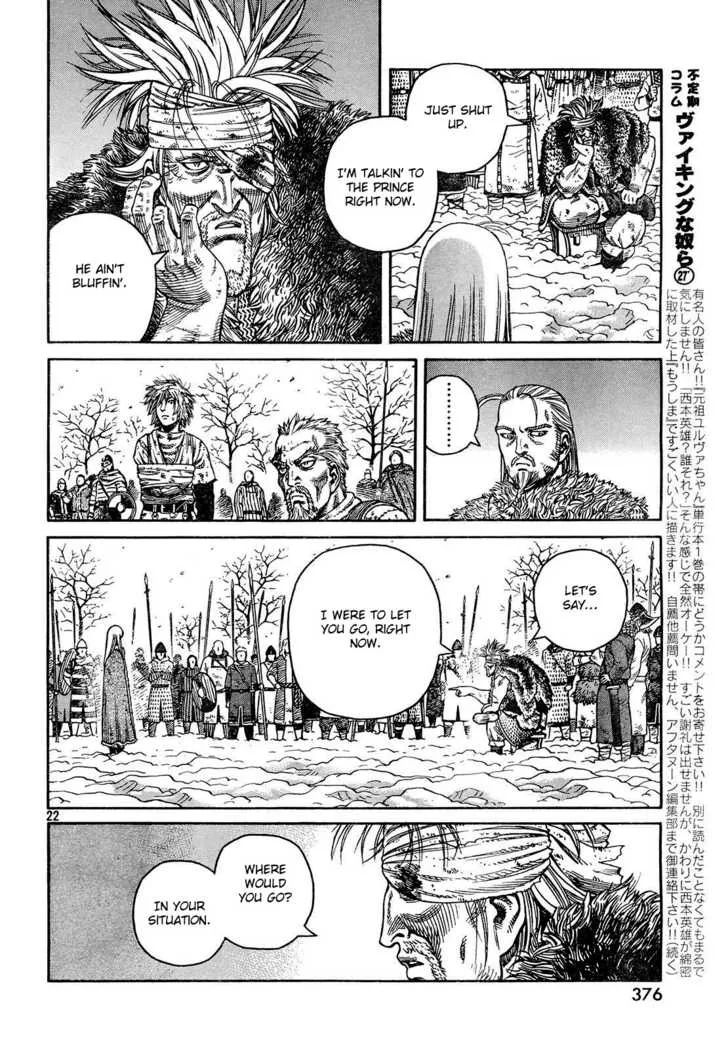 JUST SHUT
UP.
I'M TALKIN' TO
THE PRINCE
RIGHT NOW.
HE AIN'T
BLUFFIN'.
………
LET'S
SAY...
I WERE TO LET
YOU GO, RIGHT
NOW.
WHERE
WOULD
YOU GO?
IN YOUR
SITUATION.
22
376
不定期
コラム
ヴァイキングな奴ら㉗
有名人の皆さん!!『元祖ユルヴァちゃん』単行本1巻の帯にどうかコメントをお寄せ下さい!! 別に読んだことなくてもまるで
気にしません!!「西本英雄?誰それ?」そんな感じで全然オーケー!! すごい謝礼は出せませんが、かわりに西本英雄が綿密
に取材した上『もうしま』ですごくいい人に描きます!! 自薦他薦問いません、アフタヌーン編集部まで御連絡下さい!!(続く)